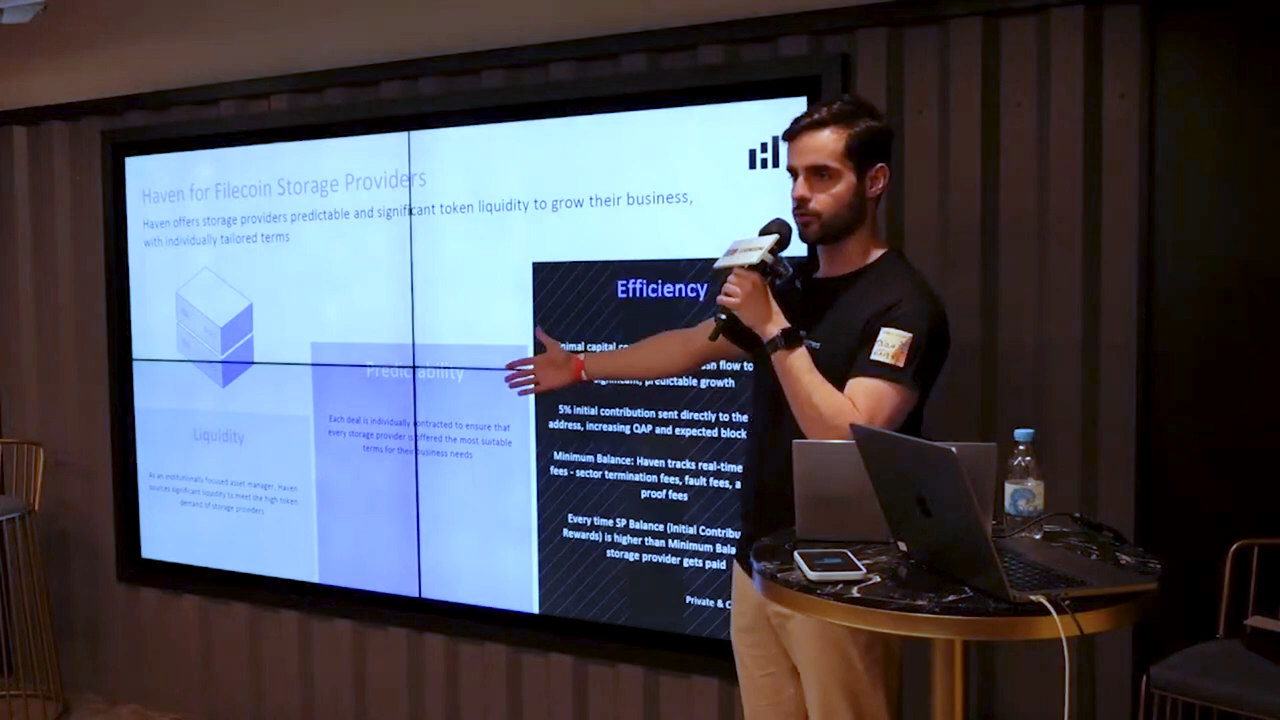 Haven for Filecoin Storage Providers
Haven offers storage providers predictable and significant token liquidity to grow their business,
with individually tailored terms
Liquidity
As an institutionally focused asset manager, Haven
sources significant liquidity to meet the high token
demand of storage providers
Predictability
Each deal is individually contracted to ensure that
every storage provider is offered the most suitable
terms for their business needs
Efficiency
capital
flow to
significant, predictable growth
5% initial contribution sent directly to the
address, increasing QAP and expected block
Minimum Balance: Haven tracks real-time
fees - sector termination fees, fault fees,
proof fees
Every time SP Balance (Initial
Rewards) is higher than Minimum
storage provider gets paid
Private &